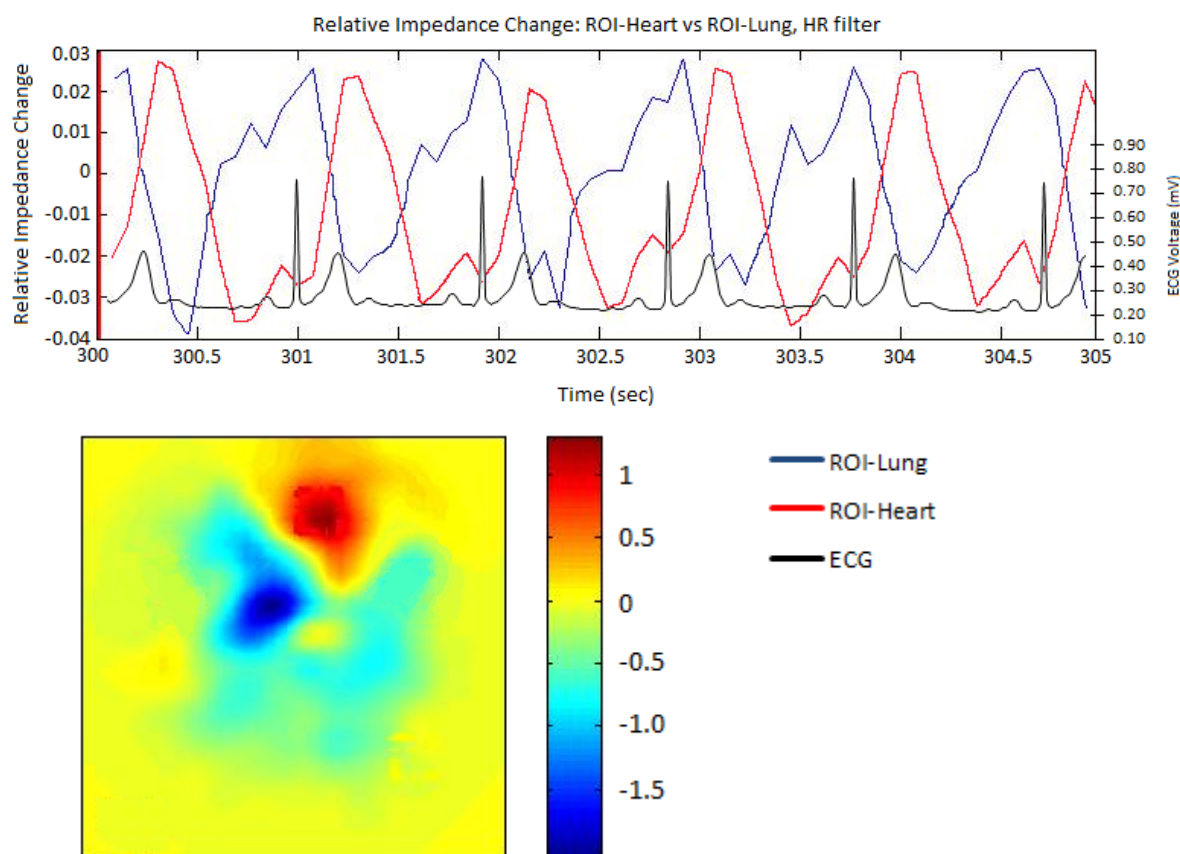 Relative Impedance Change: ROI-Heart vs ROI-Lung, HR filter
Relative Impedance Change
0.03
0.02
0.01
0
-0.01
-0.02
-0.03
-0.04
0.90
0.80
0.70
0.60
0.50
0.40
0.30
0.20
0.10
ECG Voltage (mV)
300 300.5 301 301.5 302 302.5 303 303.5 304 304.5 305
Time (sec)
1
0.5
0
-0.5
-1.0
-1.5
ROI-Lung
ROI-Heart
ECG